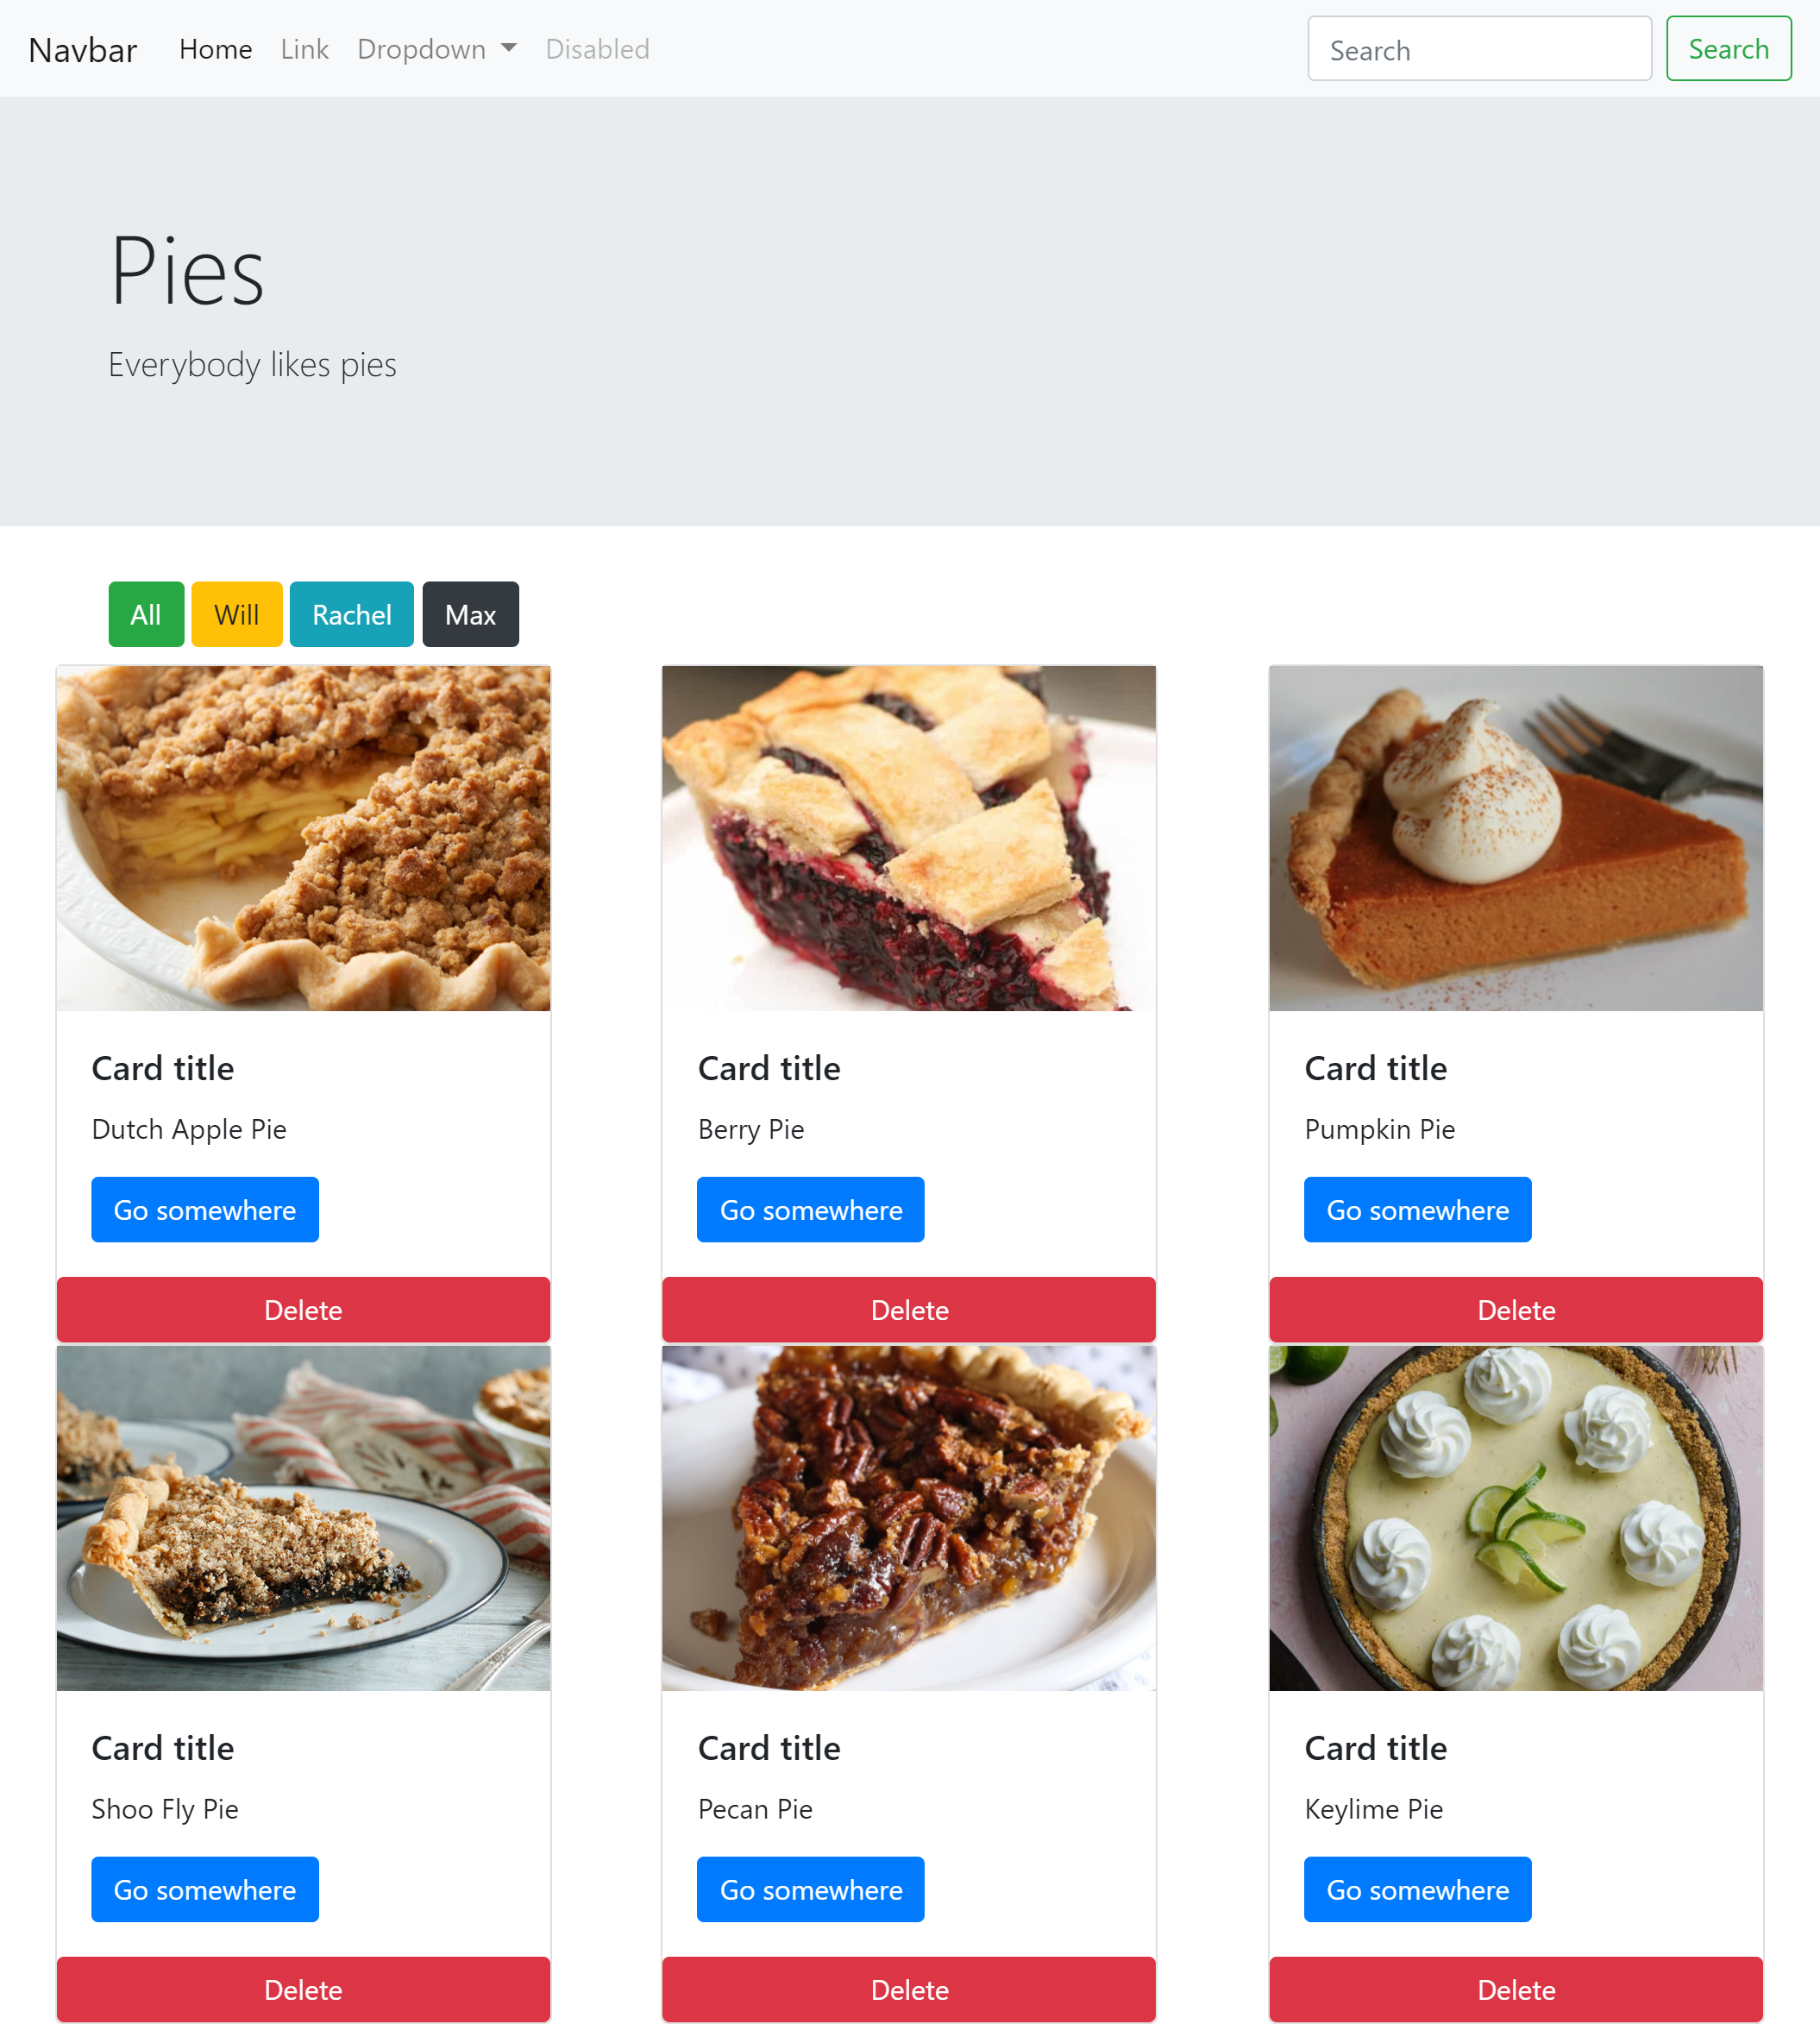 Navbar Home Link Dropdown Disabled Search Search
Pies
Everybody likes pies
All Will Rachel Max
Card title
Dutch Apple Pie
Go somewhere
Delete
Card title
Berry Pie
Go somewhere
Delete
Card title
Pumpkin Pie
Go somewhere
Delete
Card title
Shoo Fly Pie
Go somewhere
Delete
Card title
Pecan Pie
Go somewhere
Delete
Card title
Keylime Pie
Go somewhere
Delete